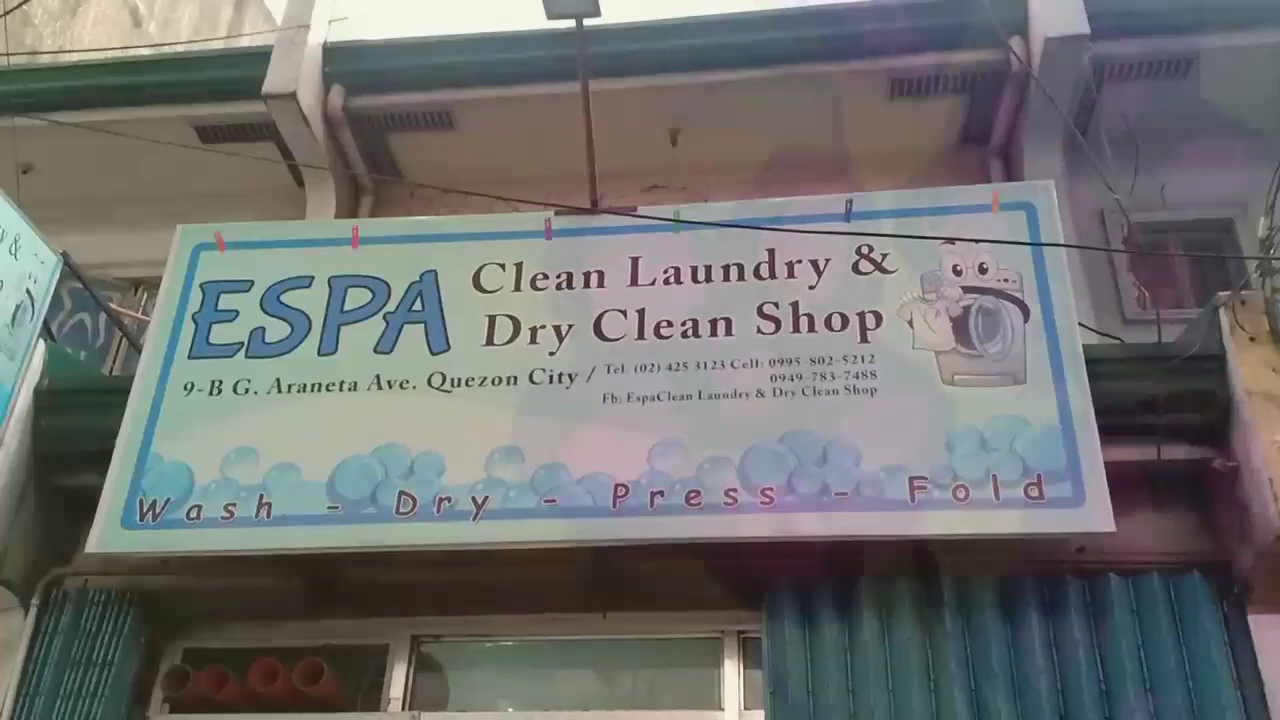 ESPA
Clean Laundry &
Dry Clean Shop
9-B G. Araneta Ave. Quezon City / Tel: (02) 425 3123 Cell: 0995-802-5212
0949-783-7488
Fb: EspaClean Laundry & Dry Clean Shop
Wash - Dry - Press - Fold
&